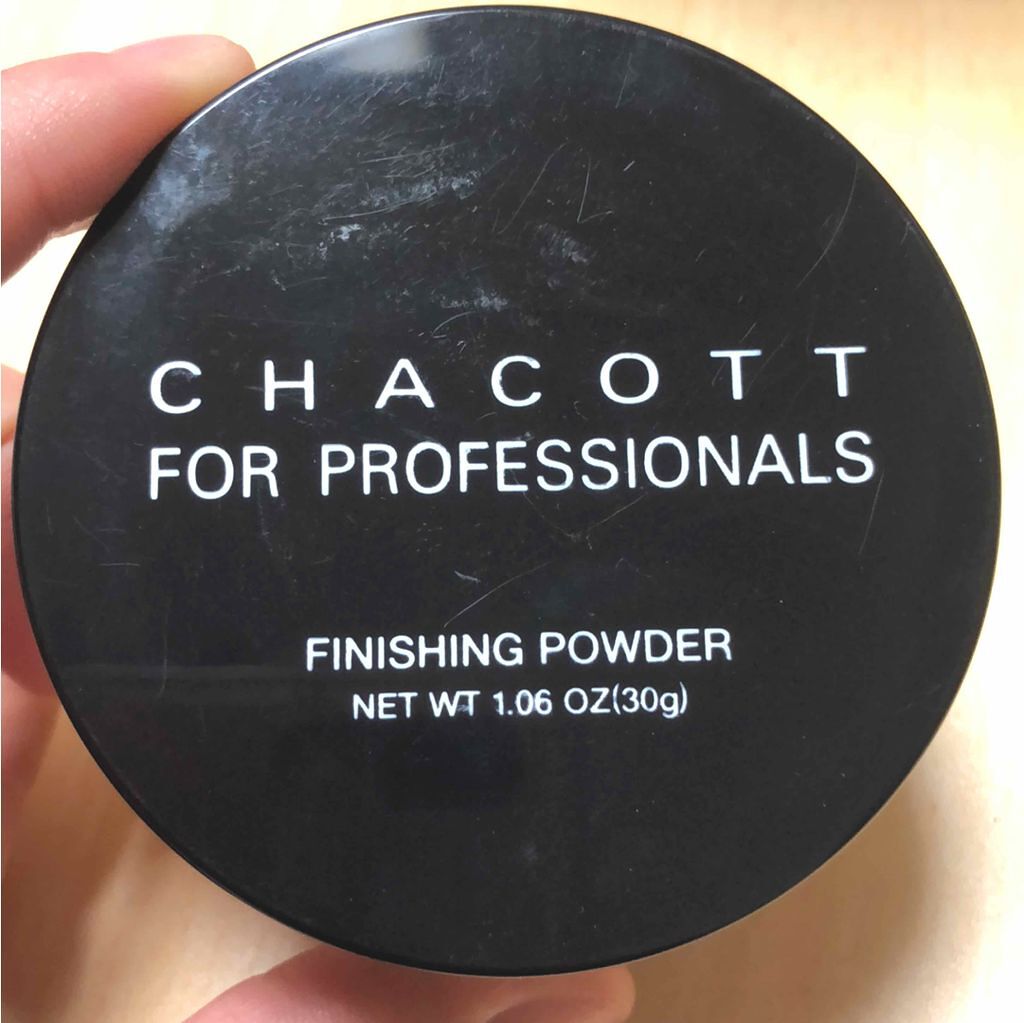 CHACOTT
FOR PROFESSIONALS
FINISHING POWDER
NET WT 1.06 OZ(30g)